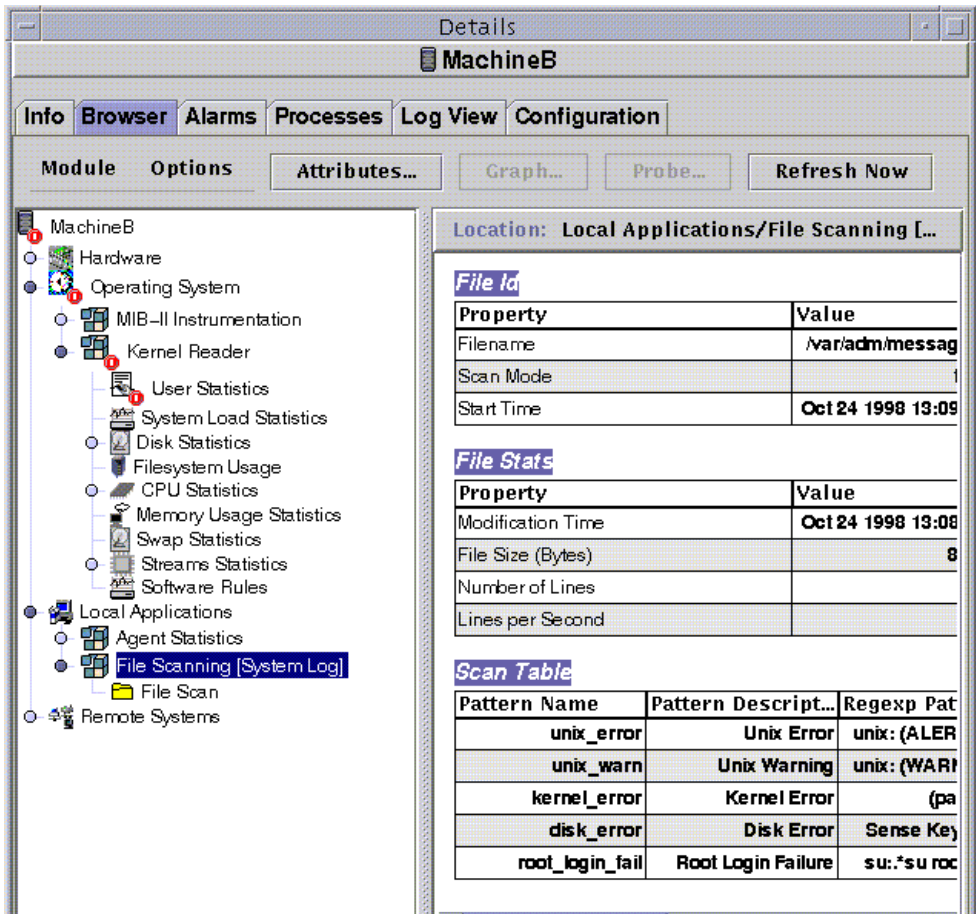 Details
MachineB
Info Browser Alarms Processes Log View Configuration
Module Options Attributes... Graph... Probe... Refresh Now
MachineB
Hardware
Operating System
MIB-II Instrumentation
Kernel Reader
User Statistics
System Load Statistics
Disk Statistics
Filesystem Usage
CPU Statistics
Memory Usage Statistics
Swap Statistics
Streams Statistics
Software Rules
Local Applications
Agent Statistics
File Scanning [System Log]
File Scan
Remote Systems
Location: Local Applications/File Scanning [...
File Id
Property Value
Filename /var/adm/messag
Scan Mode
Start Time Oct 24 1998 13:09
File Stats
Property Value
Modification Time Oct 24 1998 13:08
File Size (Bytes) 8
Number of Lines
Lines per Second
Scan Table
Pattern Name Pattern Descript... Regexp Pat
unix_error Unix Error unix: (ALER
unix_warn Unix Warning unix: (WARN
kernel_error Kernel Error (pa
disk_error Disk Error Sense Key
root_login_fail Root Login Failure su:.*su roo